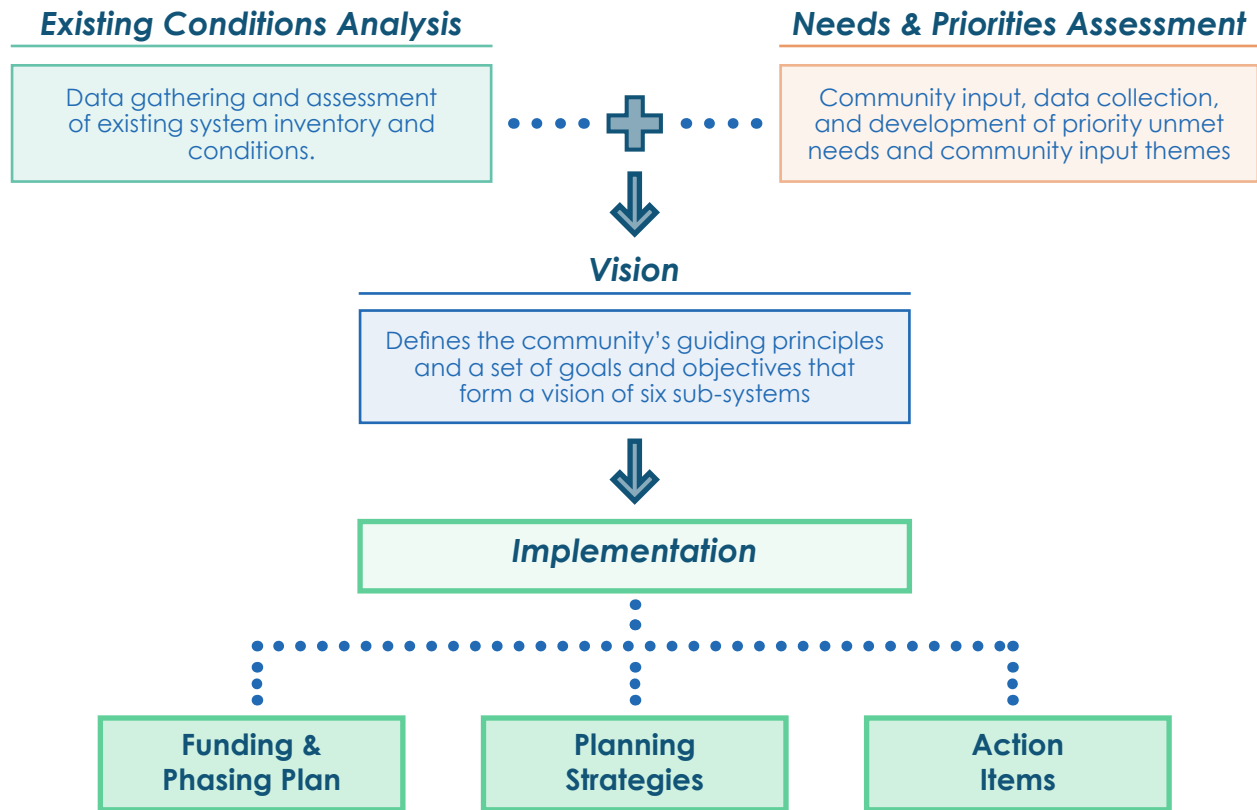 Existing Conditions Analysis
Data gathering and assessment
of existing system inventory and
conditions.
Needs & Priorities Assessment
Community input, data collection,
and development of priority unmet
needs and community input themes
Vision
Defines the community’s guiding principles
and a set of goals and objectives that
form a vision of six sub-systems
Implementation
Funding &
Phasing Plan
Planning
Strategies
Action
Items